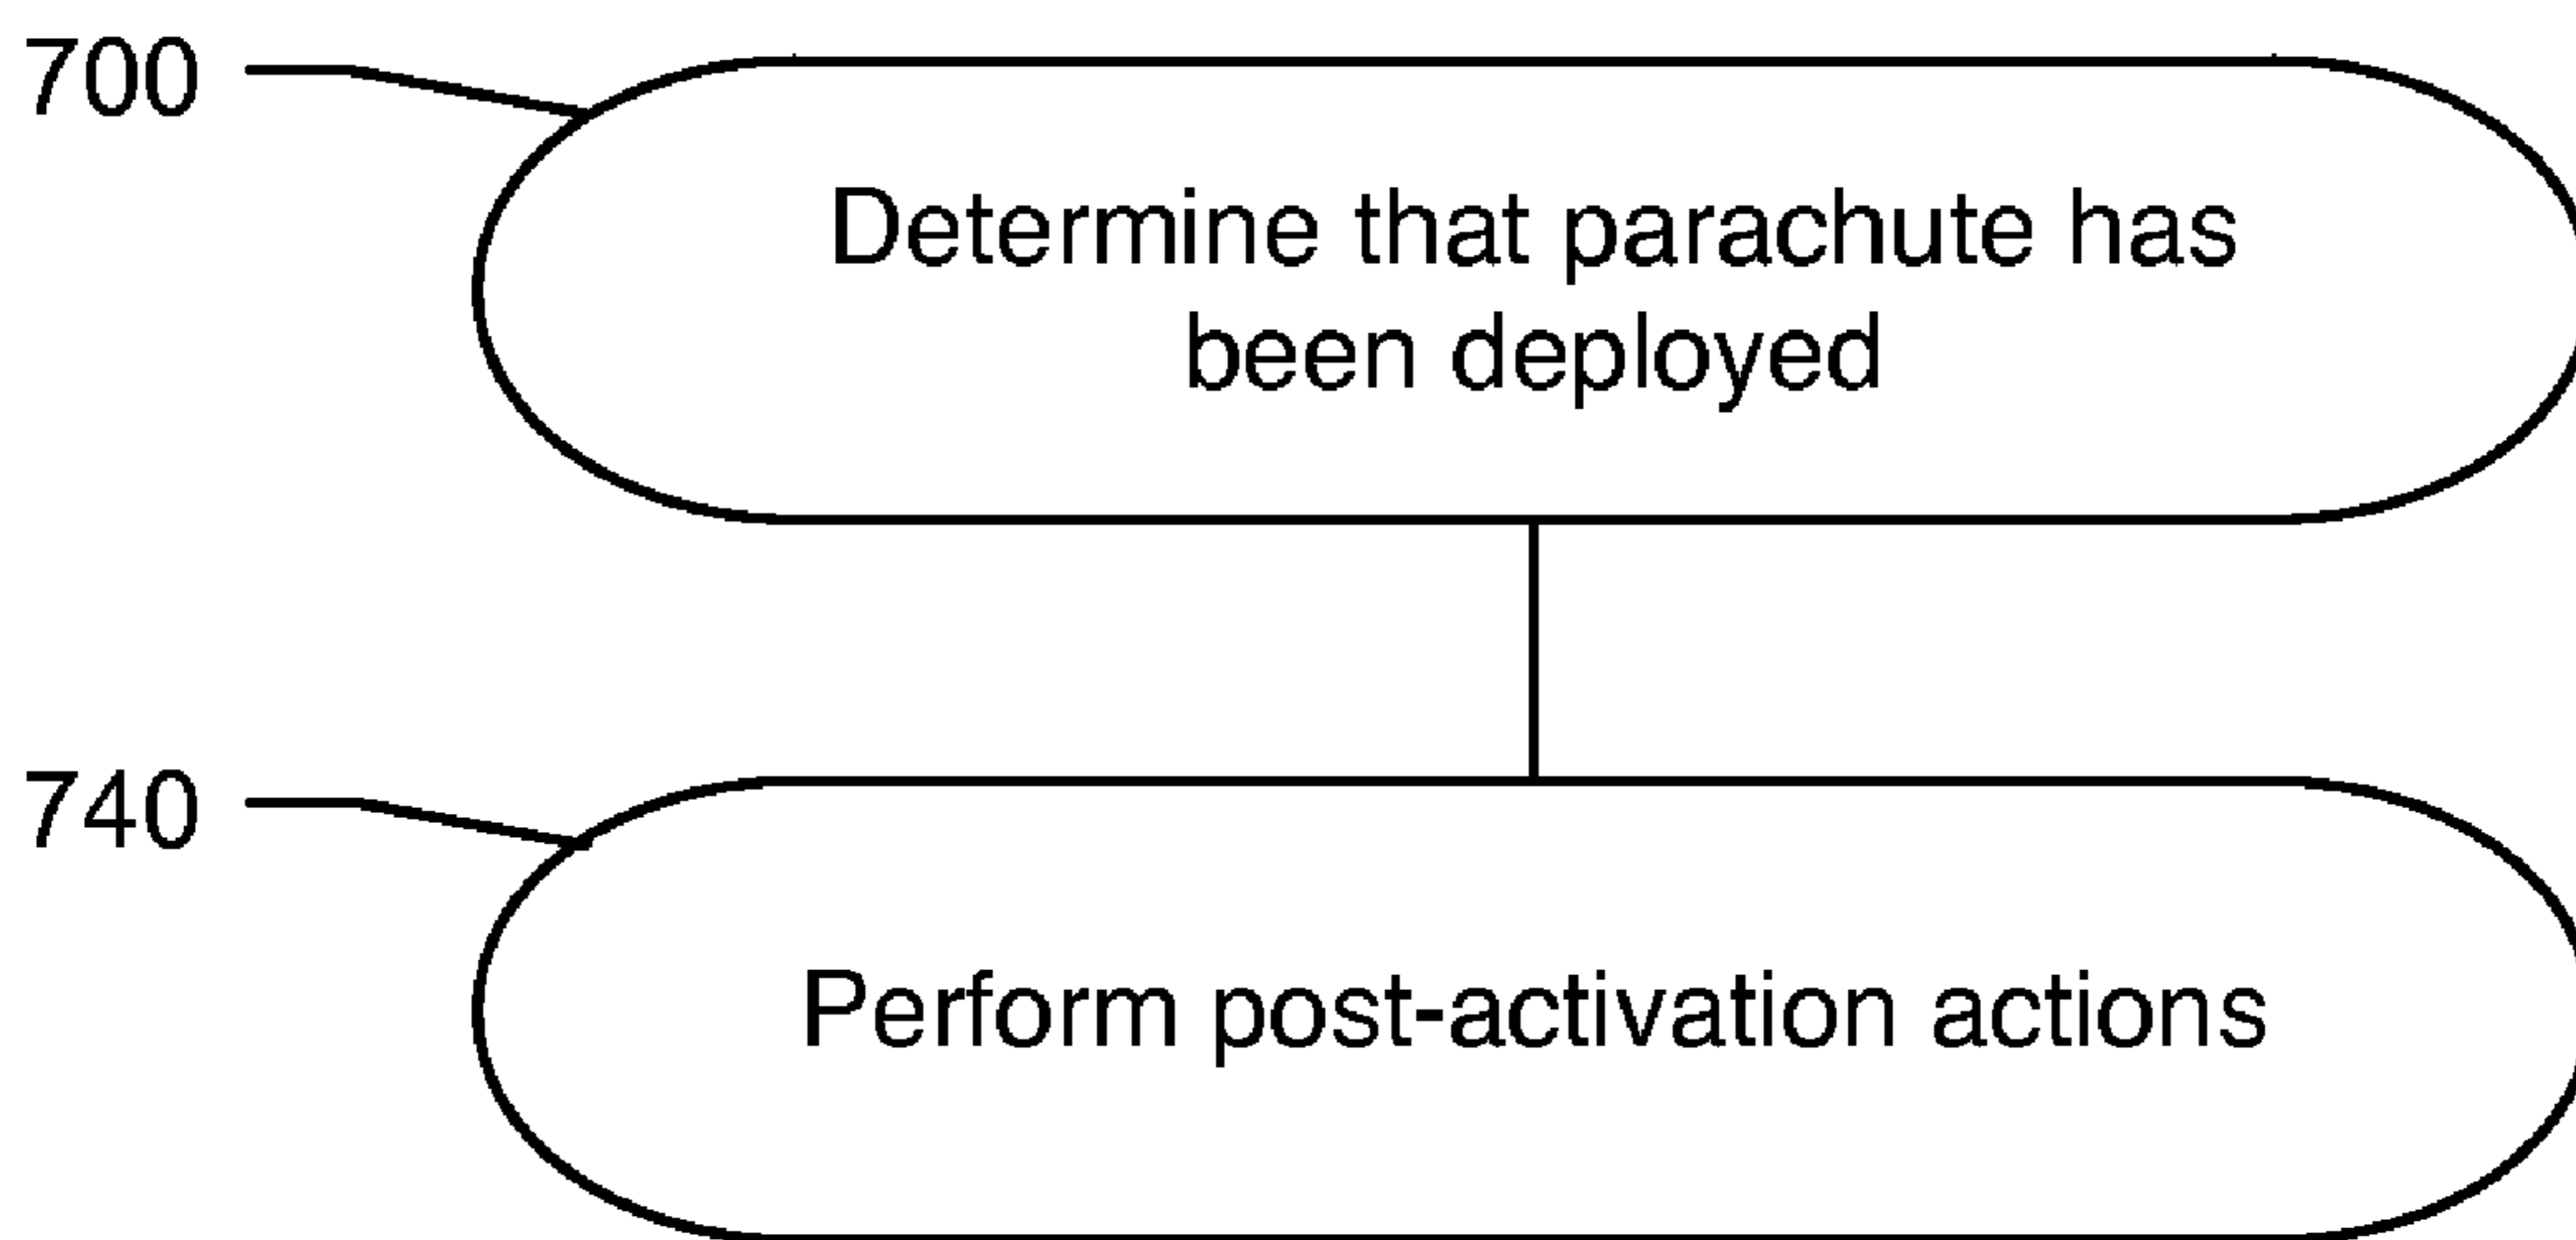 700
Determine that parachute has
been deployed
740
Perform post-activation actions